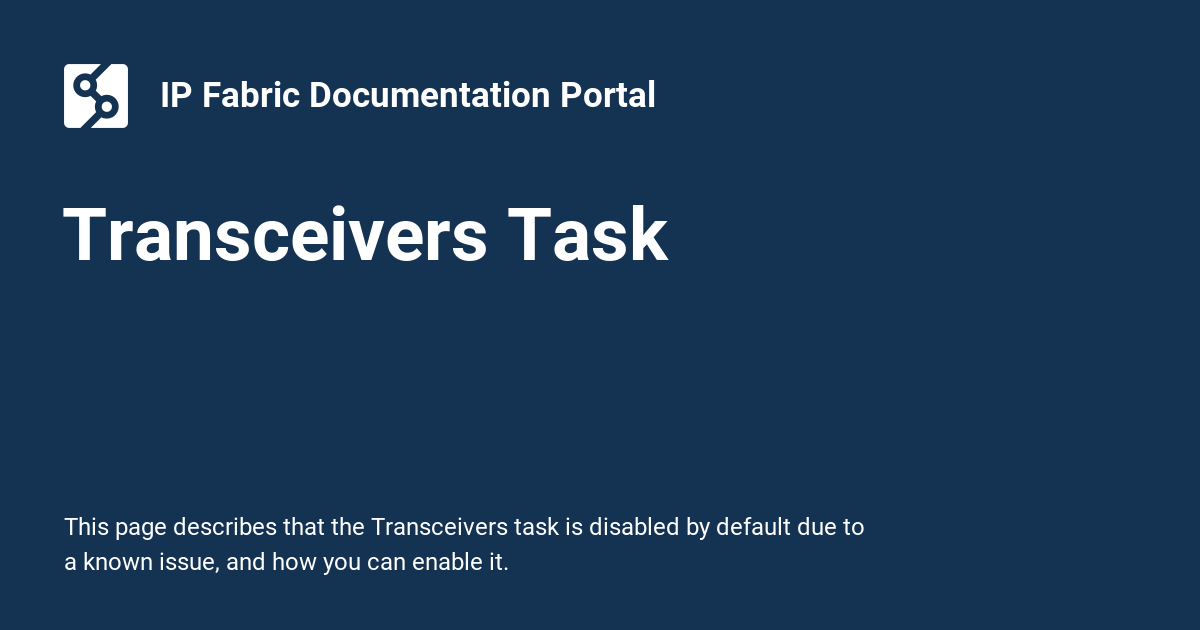 IP Fabric Documentation Portal
Transceivers Task
This page describes that the Transceivers task is disabled by default due to
a known issue, and how you can enable it.